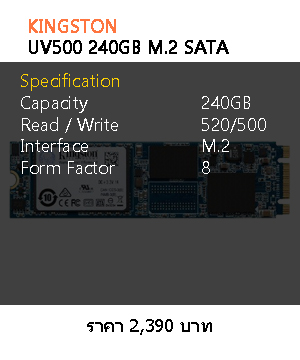 KINGSTON
UV500 240GB M.2 SATA
Specification
Capacity 240GB
Read / Write 520/500
Interface M.2
Form Factor 8
Kingston
ราคา 2,390 บาท